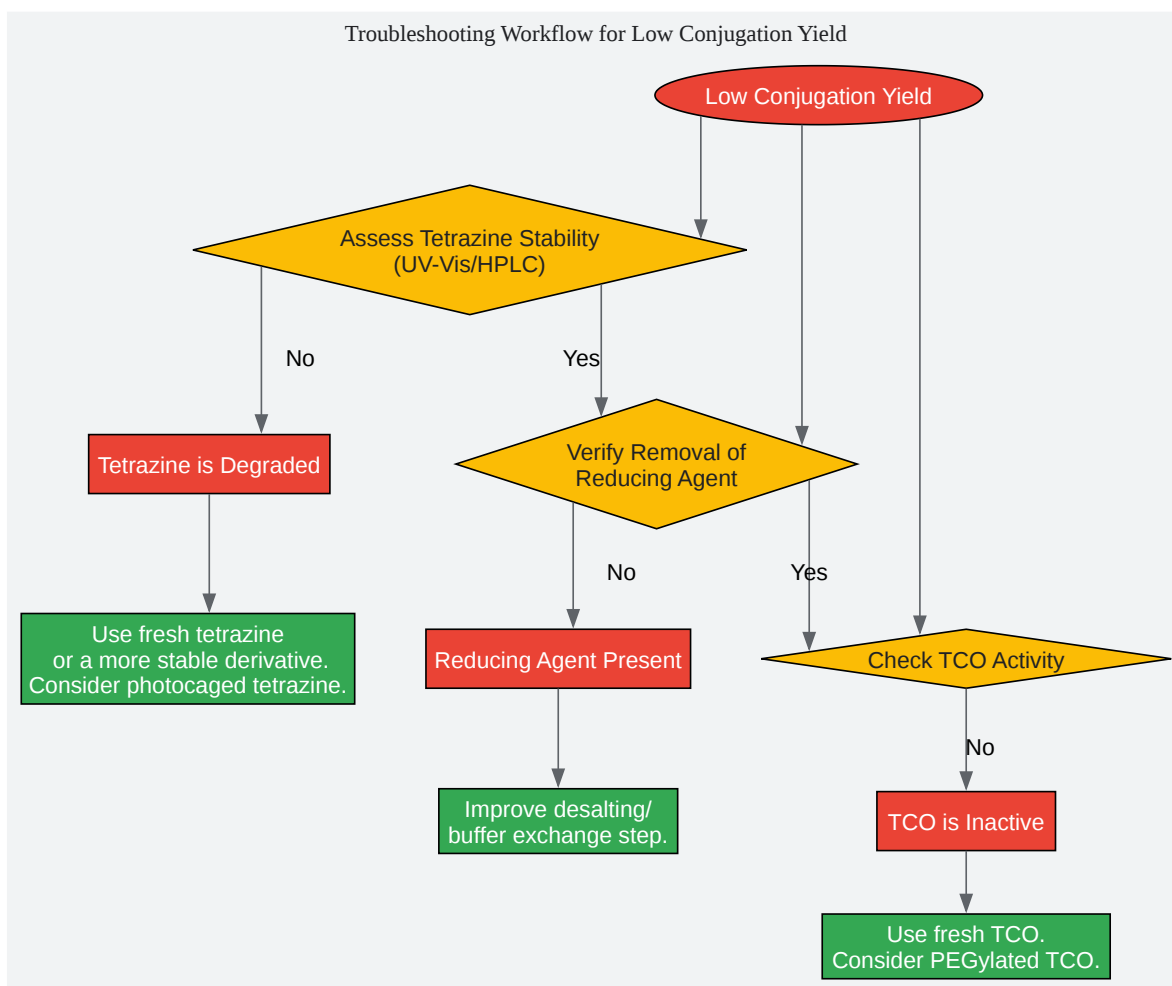 Troubleshooting Workflow for Low Conjugation Yield
Low Conjugation Yield
Assess Tetrazine Stability
(UV-Vis/HPLC)
No
Yes
Tetrazine is Degraded
Verify Removal of
Reducing Agent
No
Yes
Use fresh tetrazine
or a more stable derivative.
Consider photocaged tetrazine.
Reducing Agent Present
Check TCO Activity
No
Improve desalting/
buffer exchange step.
TCO is Inactive
Use fresh TCO.
Consider PEGylated TCO.